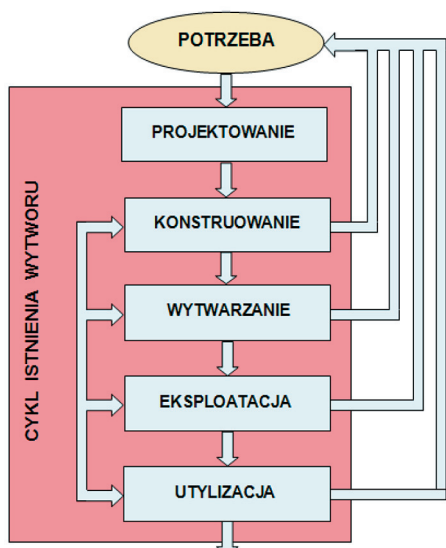 POTRZEBA
PROJEKTOWANIE
KONSTRUOWANIE
WYTWARZANIE
EKSPLOATACJA
UTYLIZACJA
CYKL ISTNIENIA WYTWORU